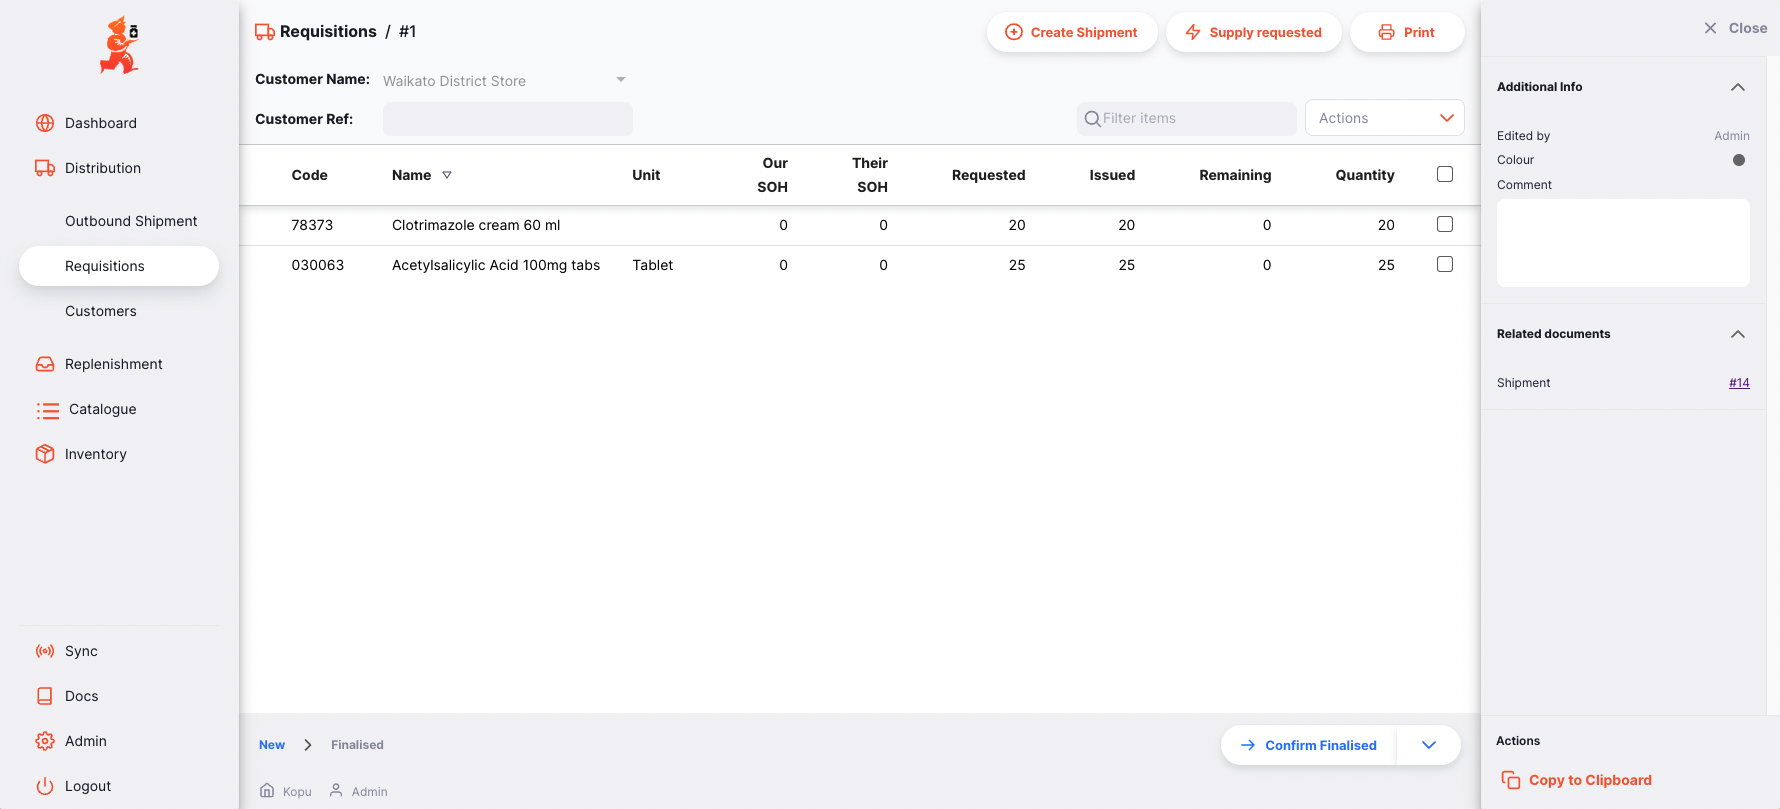 Dashboard
Distribution
Outbound Shipment
Requisitions
Customers
Replenishment
Catalogue
Inventory
Sync
Docs
Admin
Logout
Requisitions / #1
Create Shipment
Supply requested
Print
Customer Name: Waikato District Store
Customer Ref:
Filter items
Actions
Code Name Unit Our SOH Their SOH Requested Issued Remaining Quantity
78373 Clotrimazole cream 60 ml 0 0 20 20 0 20
030063 Acetylsalicylic Acid 100mg tabs Tablet 0 0 25 25 0 25
New Finalised
Confirm Finalised
Kopu Admin
Close
Additional Info
Edited by Admin
Colour
Comment
Related documents
Shipment #14
Actions
Copy to Clipboard